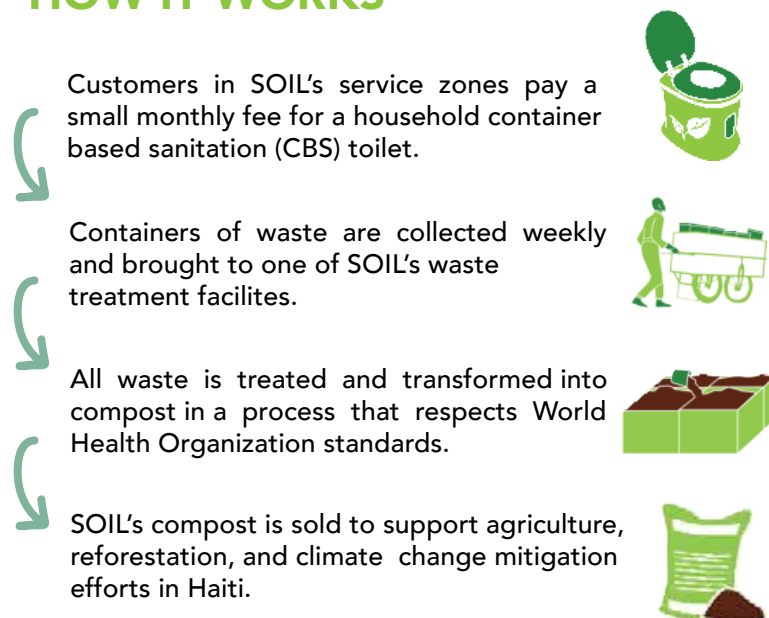 HOW IT WORKS
Customers in SOIL's service zones pay a
small monthly fee for a household container
based sanitation (CBS) toilet.
Containers of waste are collected weekly
and brought to one of SOIL's waste
treatment facilites.
All waste is treated and transformed into
compost in a process that respects World
Health Organization standards.
SOIL's compost is sold to support agriculture,
reforestation, and climate change mitigation
efforts in Haiti.